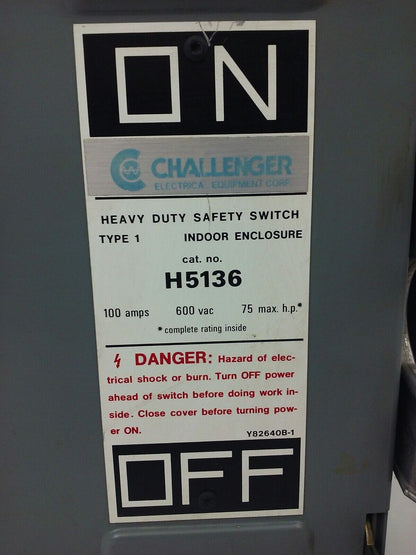 ON
CHALLENGER
ELECTRICAL EQUIPMENT CORP.
HEAVY DUTY SAFETY SWITCH
TYPE 1 INDOOR ENCLOSURE
cat. no.
H5136
100 amps 600 vac 75 max. h.p.*
*complete rating inside
DANGER: Hazard of elec-
trical shock or burn. Turn OFF power
ahead of switch before doing work in-
side. Close cover before turning pow-
er ON.
Y82640B-1
OFF